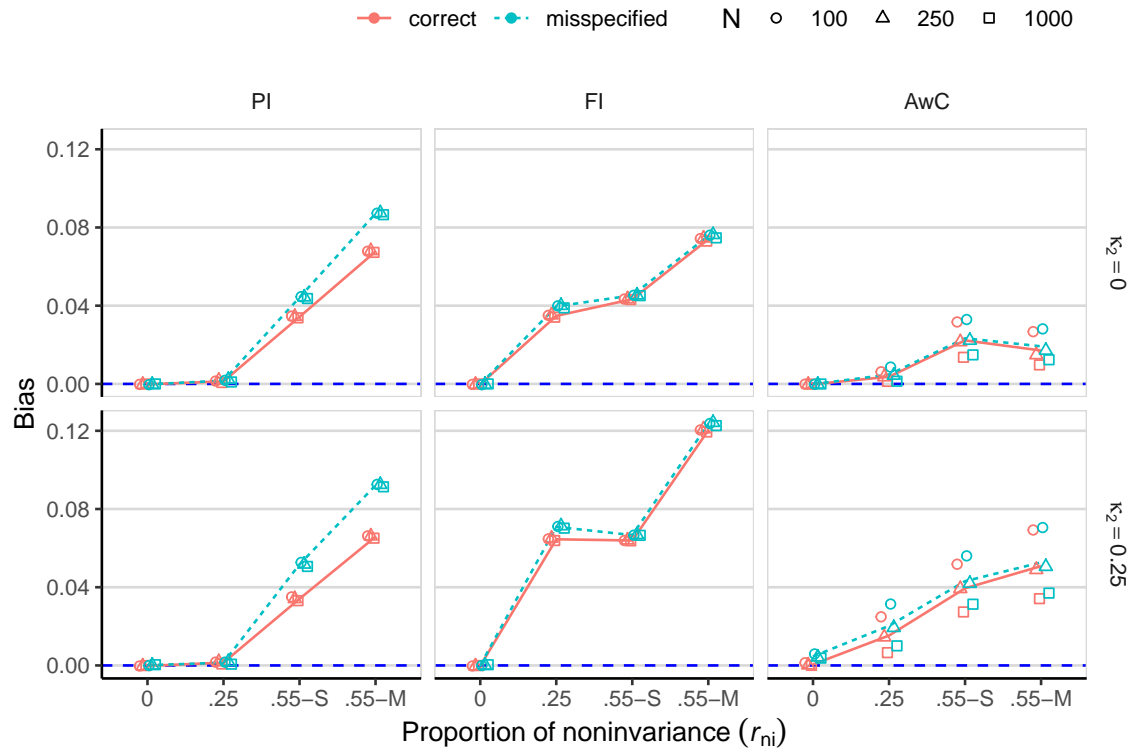 correct misspecified N 100 250 1000
PI FI AwC
0.12
0.08
0.04
0.00
κ2 = 0
Bias
0.12
0.08
0.04
0.00
κ2 = 0.25
0 .25 .55−S .55−M 0 .25 .55−S .55−M 0 .25 .55−S .55−M
Proportion of noninvariance (rni)